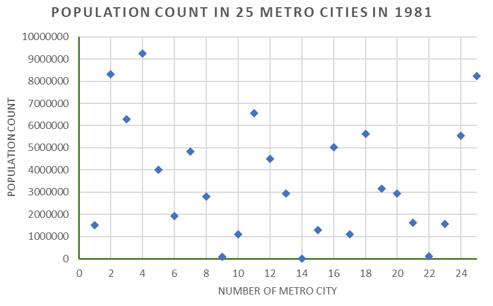 POPULATION COUNT IN 25 METRO CITIES IN 1981
10000000
9000000
8000000
7000000
6000000
5000000
4000000
3000000
2000000
1000000
0
POPULATION COUNT
0 2 4 6 8 10 12 14 16 18 20 22 24
NUMBER OF METRO CITY